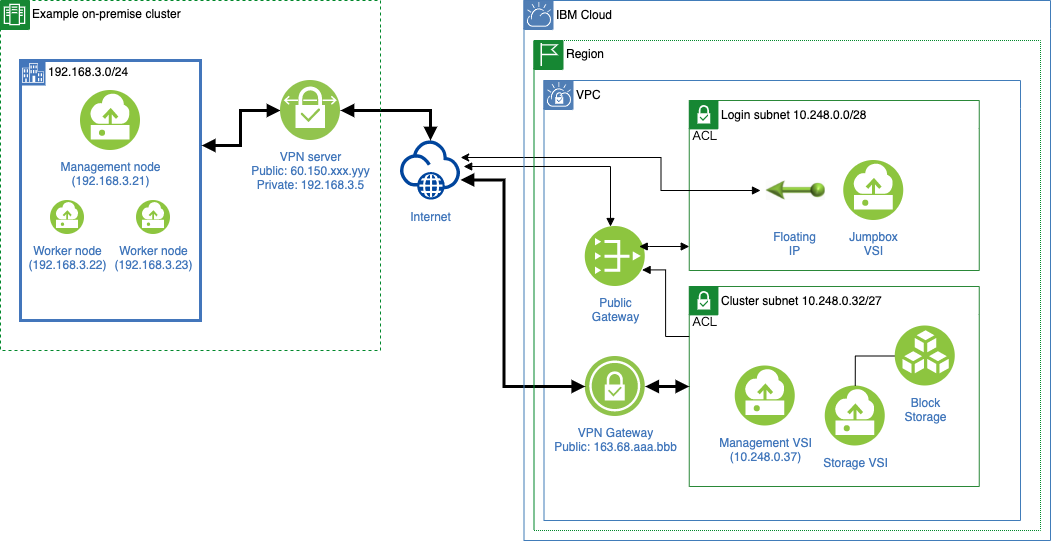 Example on-premise cluster
192.168.3.0/24
Management node
(192.168.3.21)
Worker node
(192.168.3.22)
Worker node
(192.168.3.23)
VPN server
Public: 60.150.xxx.yyy
Private: 192.168.3.5
Internet
IBM Cloud
Region
VPC
Login subnet 10.248.0.0/28
ACL
Floating
IP
Jumpbox
VSI
Public
Gateway
Cluster subnet 10.248.0.32/27
ACL
VPN Gateway
Public: 163.68.aaa.bbb
Management VSI
(10.248.0.37)
Storage VSI
Block
Storage